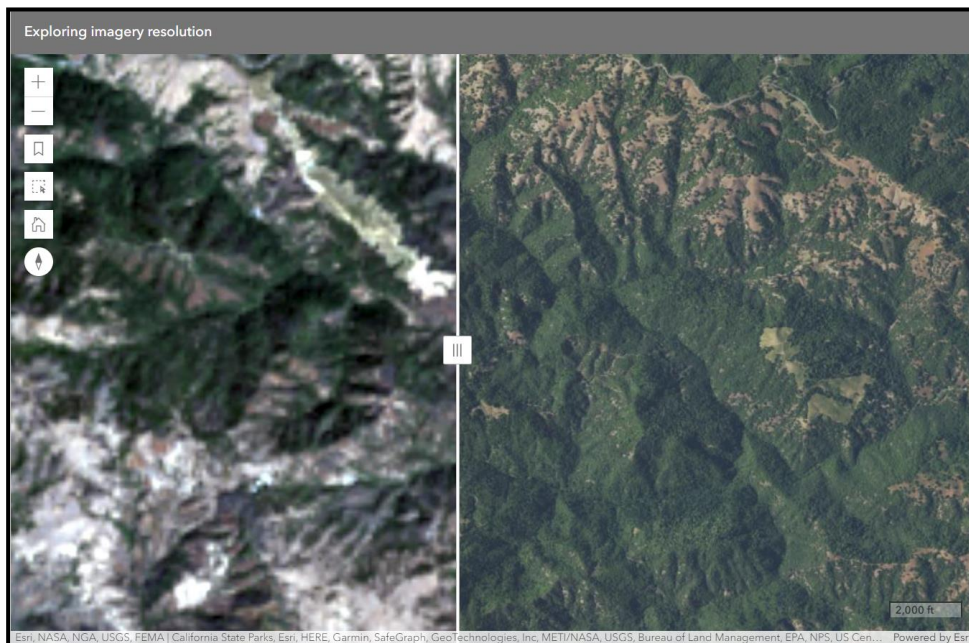 Exploring imagery resolution
2,000 ft
Esri, NASA, NGA, USGS, FEMA | California State Parks, Esri, HERE, Garmin, SafeGraph, GeoTechnologies, Inc, METI/NASA, USGS, Bureau of Land Management, EPA, NPS, US Cen... Powered by Esri